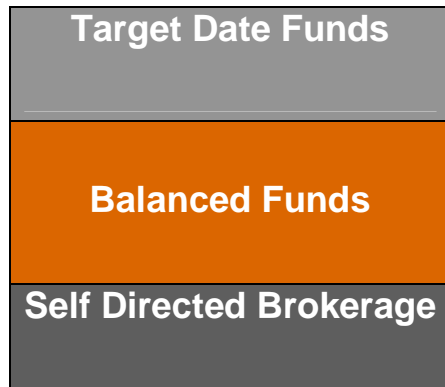 Target Date Funds
Balanced Funds
Self Directed Brokerage